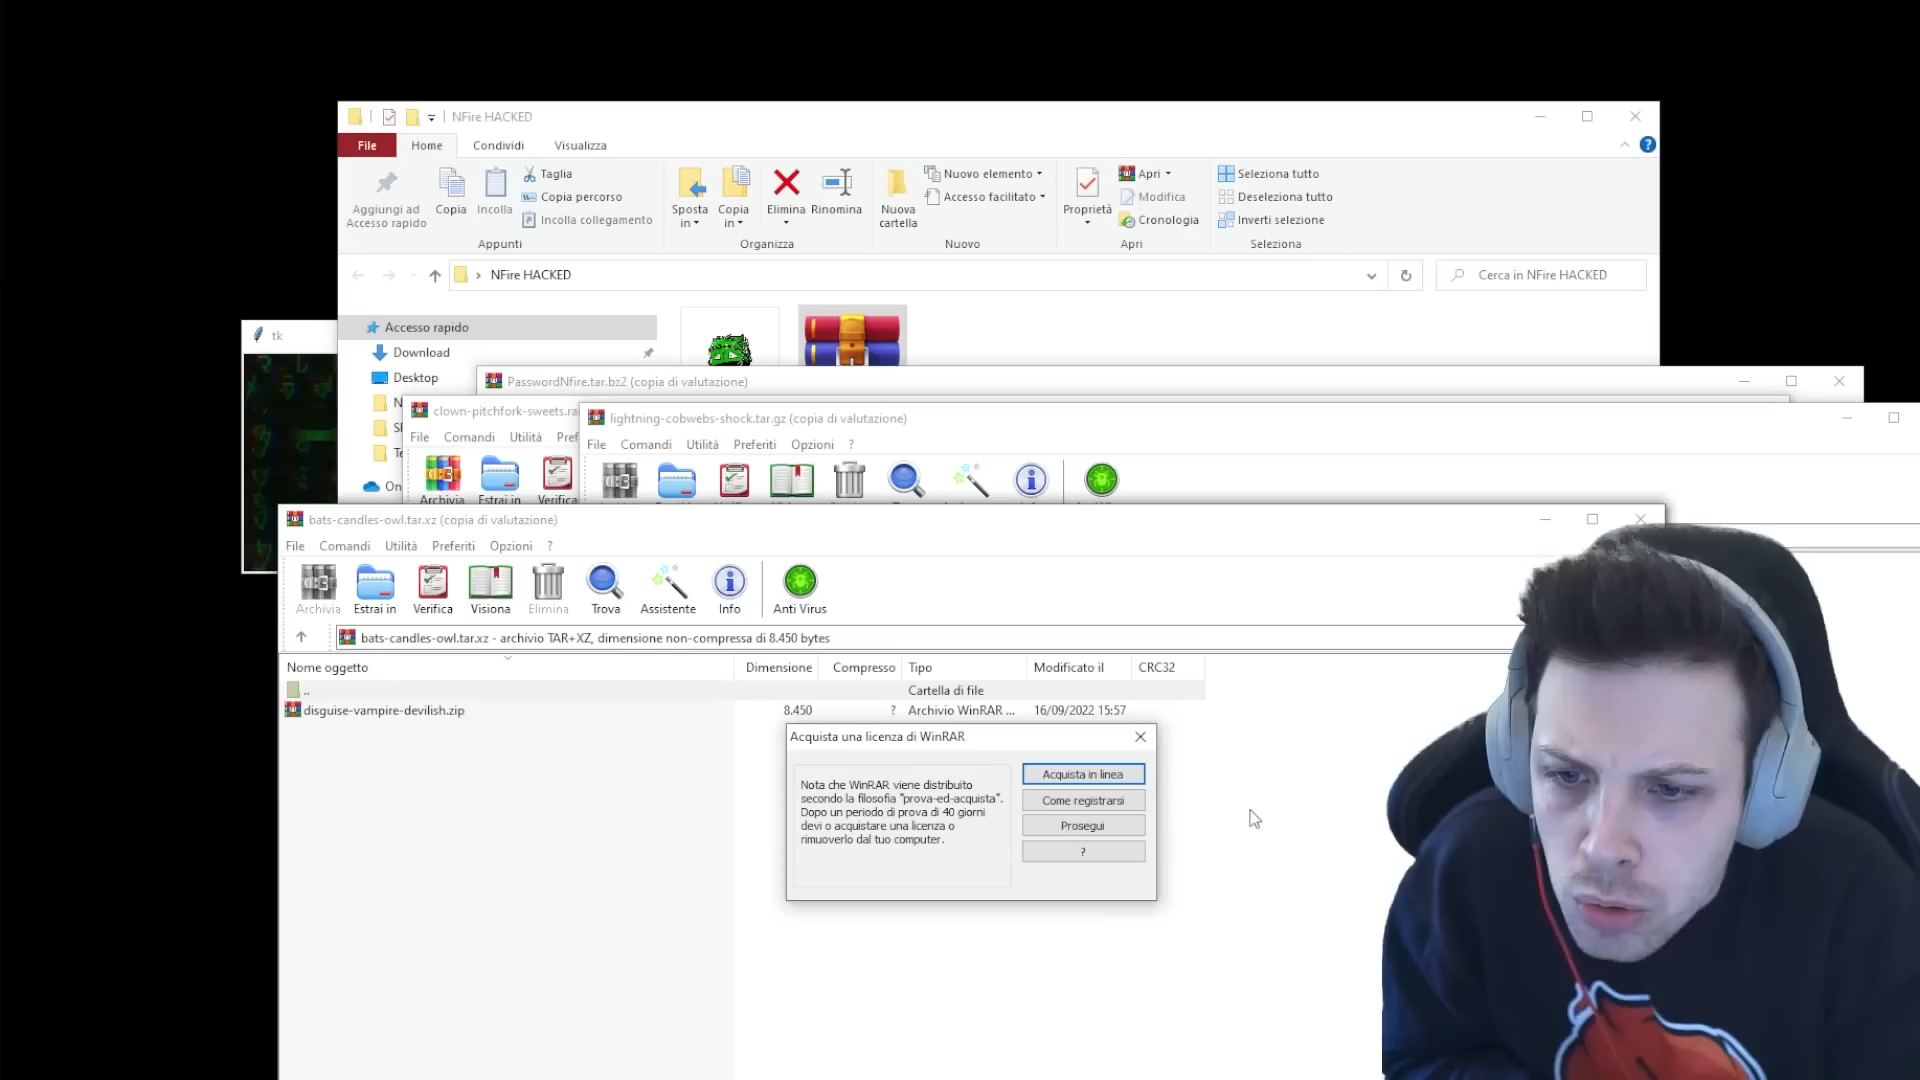 NFire HACKED
File Home Condividi Visualizza
Aggiungi ad Accesso rapido
Copia
Incolla
Taglia
Copia percorso
Incolla collegamento
Appunti
Sposta in
Copia in
Elimina
Rinomina
Organizza
Nuova cartella
Nuovo elemento
Accesso facilitato
Nuovo
Proprietà
Apri
Modifica
Cronologia
Apri
Seleziona tutto
Deseleziona tutto
Inverti selezione
Seleziona
NFire HACKED
Cerca in NFire HACKED
tk
Accesso rapido
Download
Desktop
On
PasswordNfire.tar.bz2 (copia di valutazione)
clown-pitchfork-sweets.ra
File Comandi Utilità Pref
Archivia Estrai in Verifica
lightning-cobwebs-shock.tar.gz (copia di valutazione)
File Comandi Utilità Preferiti Opzioni ?
bats-candles-owl.tar.xz (copia di valutazione)
File Comandi Utilità Preferiti Opzioni ?
Archivia Estrai in Verifica Visiona Elimina Trova Assistente Info Anti Virus
bats-candles-owl.tar.xz - archivio TAR+XZ, dimensione non-compressa di 8.450 bytes
Nome oggetto Dimensione Compresso Tipo Modificato il CRC32
.. Cartella di file
disguise-vampire-devilish.zip 8.450 ? Archivio WinRAR ... 16/09/2022 15:57
Acquista una licenza di WinRAR
Nota che WinRAR viene distribuito
secondo la filosofia "prova-ed-acquista".
Dopo un periodo di prova di 40 giorni
devi o acquistare una licenza o
rimuoverlo dal tuo computer.
Acquista in linea
Come registrarsi
Prosegui
?